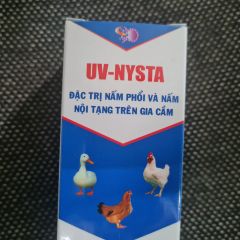 UV-NYSTA
ĐẶC TRỊ NẤM PHỔI VÀ NẤM
NỘI TẠNG TRÊN GIA CẦM